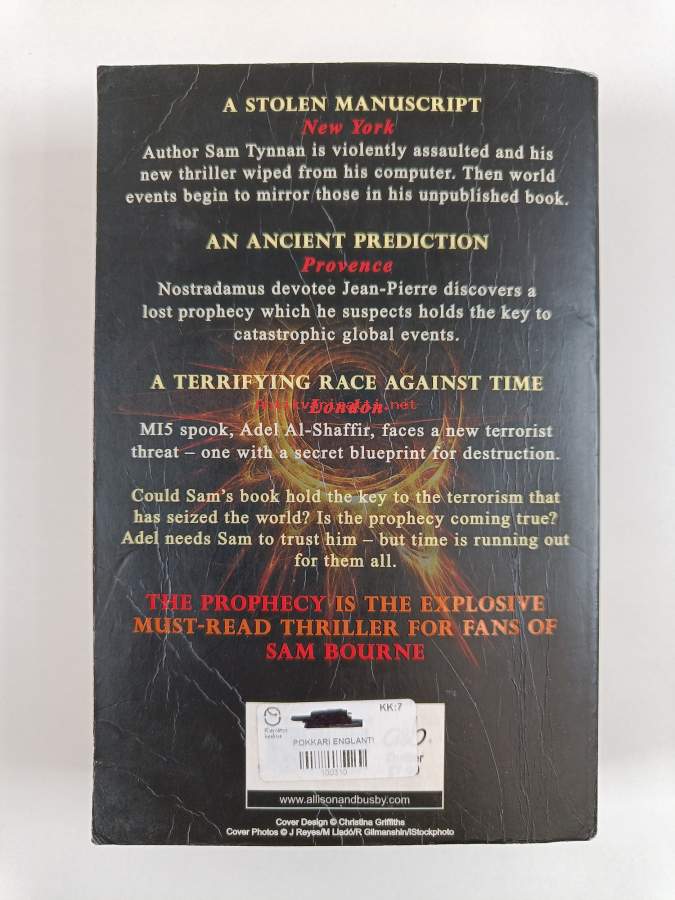 A STOLEN MANUSCRIPT
New York
Author Sam Tynnan is violently assaulted and his
new thriller wiped from his computer. Then world
events begin to mirror those in his unpublished book.
AN ANCIENT PREDICTION
Provence
Nostradamus devotee Jean-Pierre discovers a
lost prophecy which he suspects holds the key to
catastrophic global events.
A TERRIFYING RACE AGAINST TIME
London
MI5 spook, Adel Al-Shaffir, faces a new terrorist
threat – one with a secret blueprint for destruction.
Could Sam's book hold the key to the terrorism that
has seized the world? Is the prophecy coming true?
Adel needs Sam to trust him – but time is running out
for them all.
THE PROPHECY IS THE EXPLOSIVE
MUST-READ THRILLER FOR FANS OF
SAM BOURNE
KK:7
POKKARI ENGLANTI
100310
www.allisonandbusby.com
Cover Design © Christina Griffiths
Cover Photos © J Reyes/M Lladó/R Gilmanshin/iStockphoto